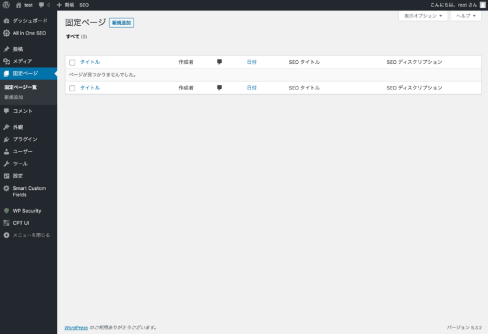 test
0
+ 新規 SEO
こんにちは、root さん
ダッシュボード
All in One SEO
投稿
メディア
固定ページ
固定ページ一覧
新規追加
コメント
外観
プラグイン
ユーザー
ツール
設定
Smart Custom
Fields
WP Security
CPT UI
メニューを閉じる
表示オプション ▼ ヘルプ ▼
固定ページ 新規追加
すべて (0)
タイトル 作成者 日付 SEO タイトル SEO ディスクリプション
ページが見つかりませんでした。
タイトル 作成者 日付 SEO タイトル SEO ディスクリプション
WordPress のご利用ありがとうございます。